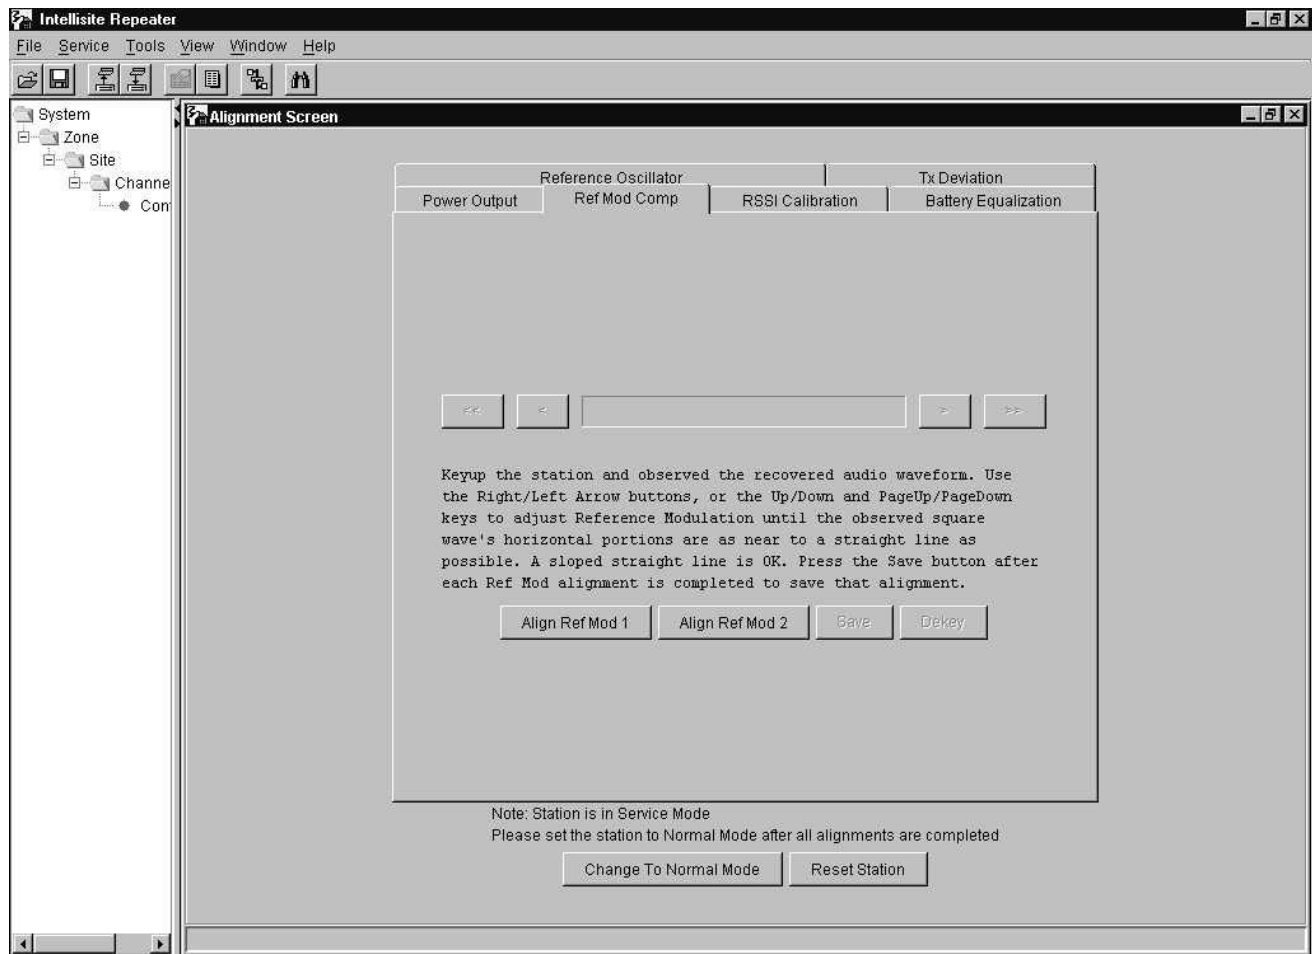 Intellisite Repeater
File Service Tools View Window Help
System
Zone
Site
Channe
Con
Alignment Screen
Reference Oscillator Tx Deviation
Power Output Ref Mod Comp RSSI Calibration Battery Equalization
<< < > >>
Keyup the station and observed the recovered audio waveform. Use
the Right/Left Arrow buttons, or the Up/Down and PageUp/PageDown
keys to adjust Reference Modulation until the observed square
wave's horizontal portions are as near to a straight line as
possible. A sloped straight line is OK. Press the Save button after
each Ref Mod alignment is completed to save that alignment.
Align Ref Mod 1 Align Ref Mod 2 Save Dekey
Note: Station is in Service Mode
Please set the station to Normal Mode after all alignments are completed
Change To Normal Mode Reset Station